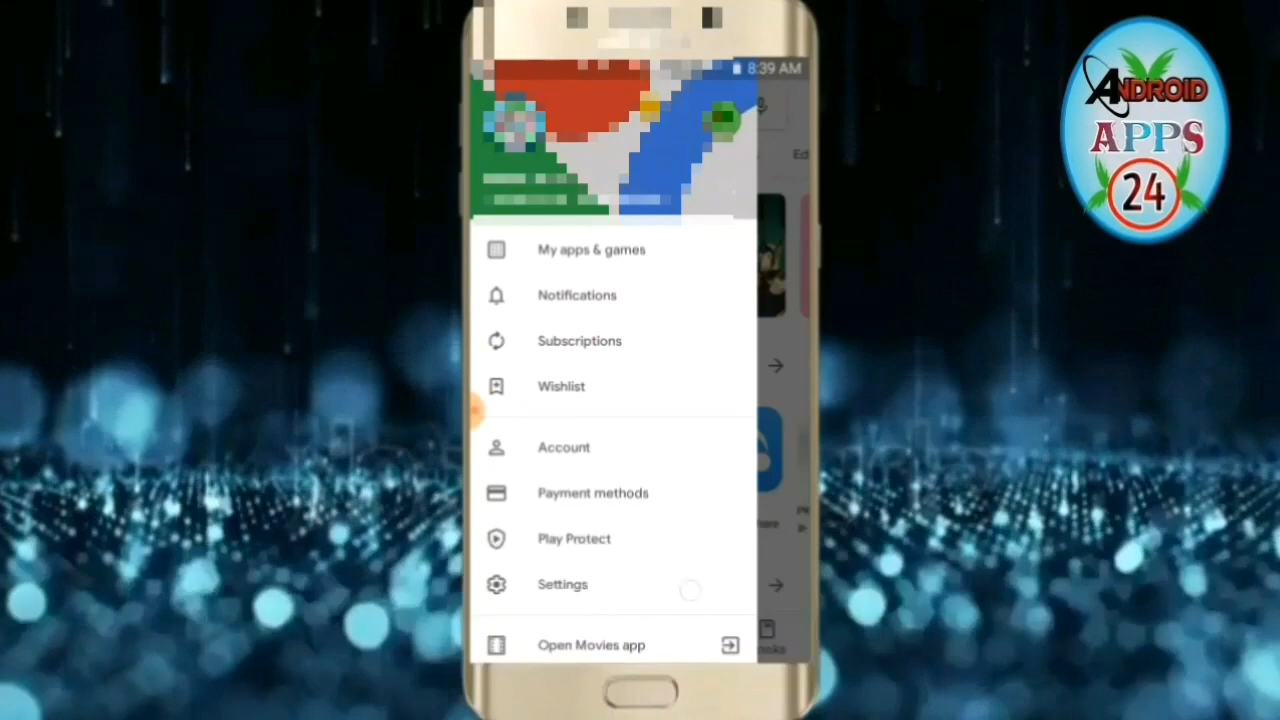 8:39 AM
ANDROID
APPS
24
Ed
My apps & games
Notifications
Subscriptions
Wishlist
Account
Payment methods
Play Protect
Settings
Open Movies app